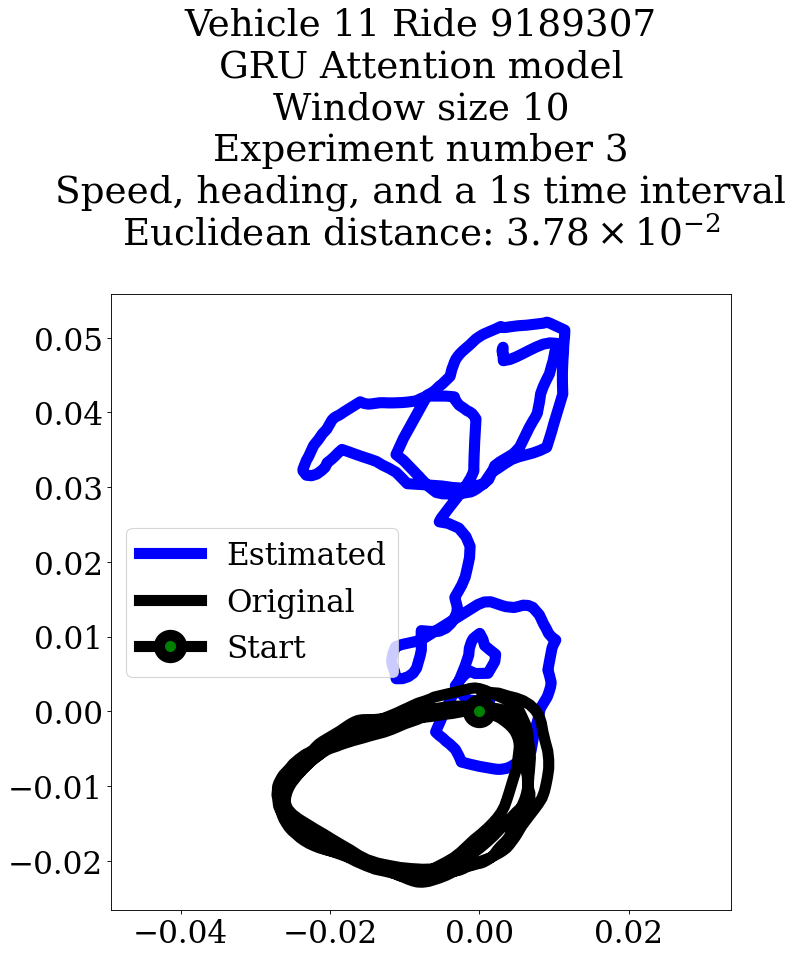 Vehicle 11 Ride 9189307
GRU Attention model
Window size 10
Experiment number 3
Speed, heading, and a 1s time interval
Euclidean distance: 3.78 × 10⁻²
0.05
0.04
0.03
0.02
0.01
0.00
−0.01
−0.02
Estimated
Original
Start
−0.04 −0.02 0.00 0.02